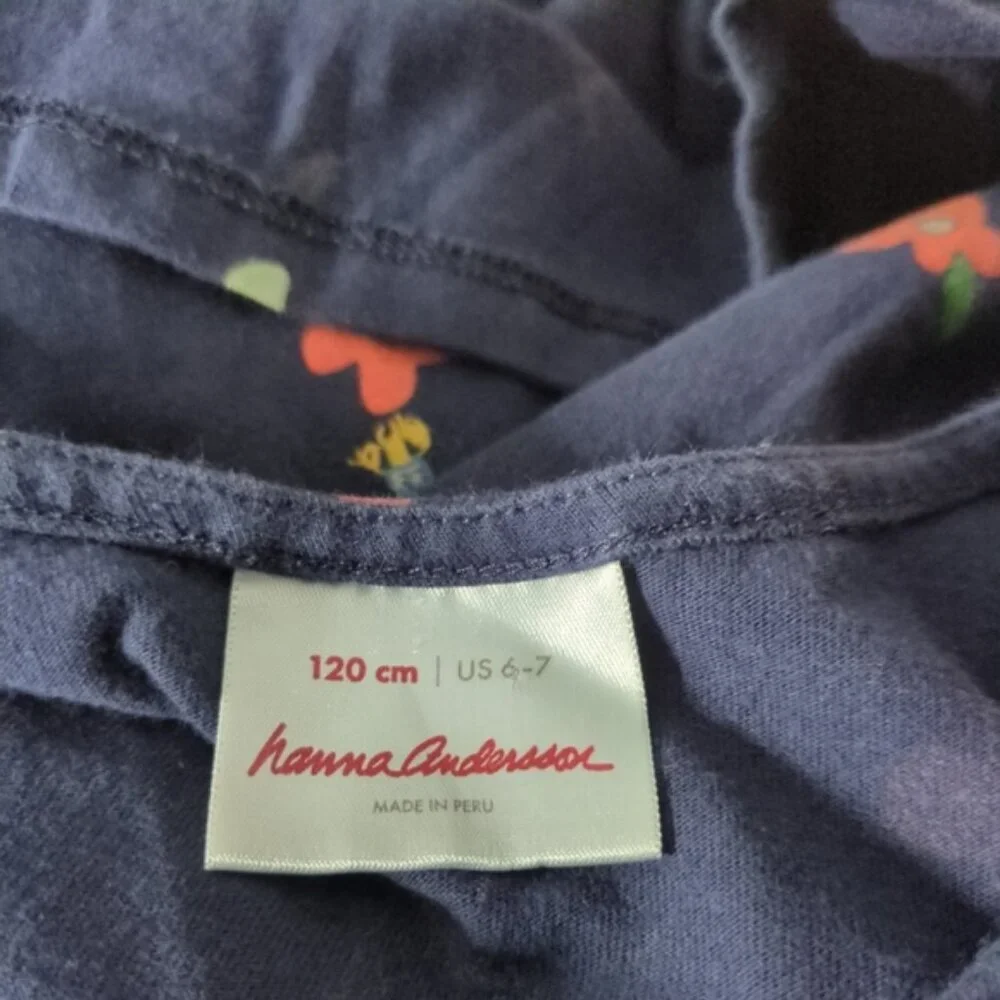 120 cm | US 6-7
hanna Andersson
MADE IN PERU